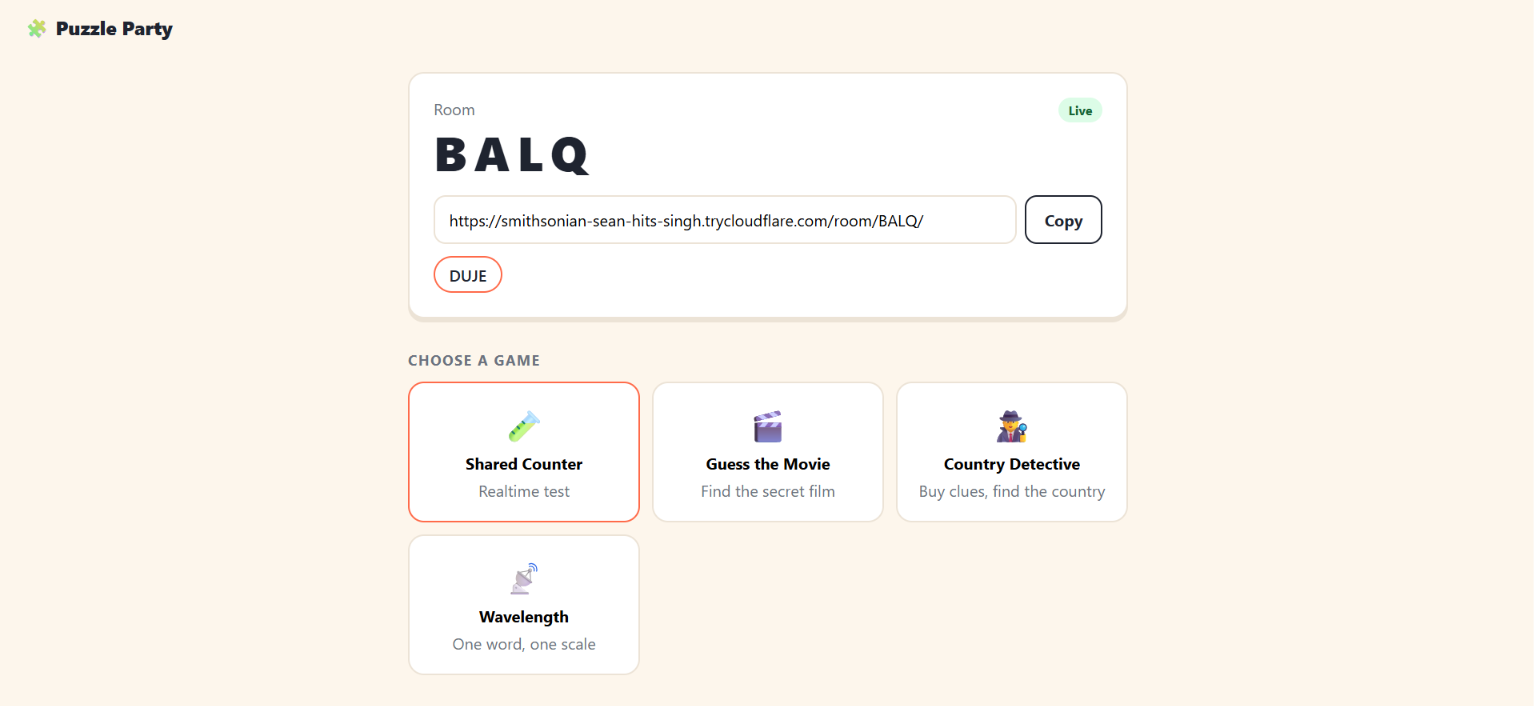 Puzzle Party
Room
Live
BALQ
https://smithsonian-sean-hits-singh.trycloudflare.com/room/BALQ/
Copy
DUJE
CHOOSE A GAME
Shared Counter
Realtime test
Guess the Movie
Find the secret film
Country Detective
Buy clues, find the country
Wavelength
One word, one scale